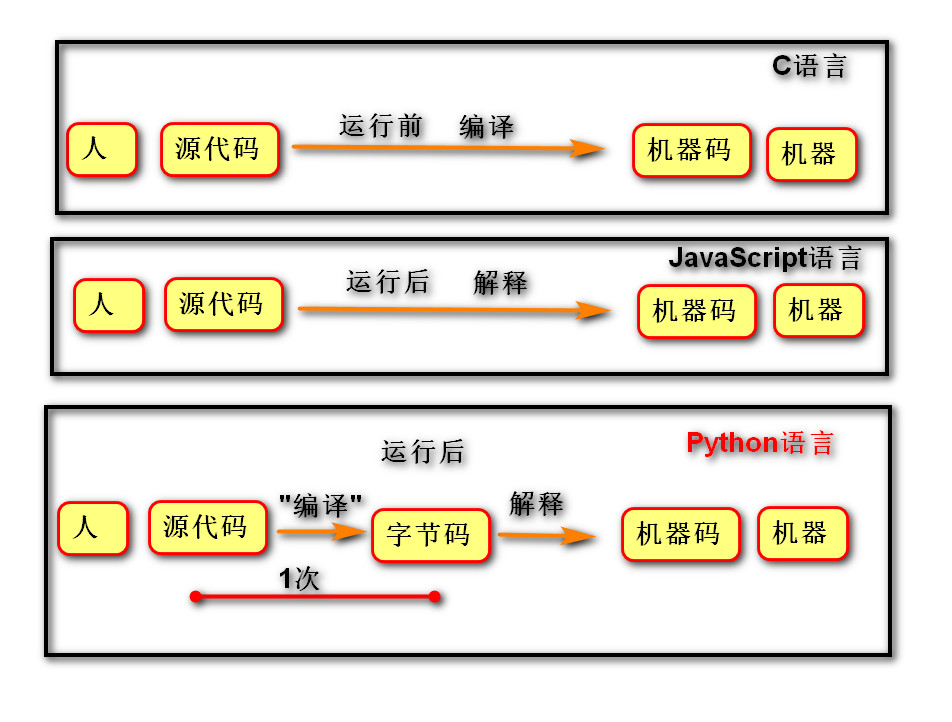 C语言
运行前 编译
人 源代码 机器码 机器
JavaScript语言
运行后 解释
人 源代码 机器码 机器
Python语言
运行后
"编译" 解释
人 源代码 字节码 机器码 机器
1次